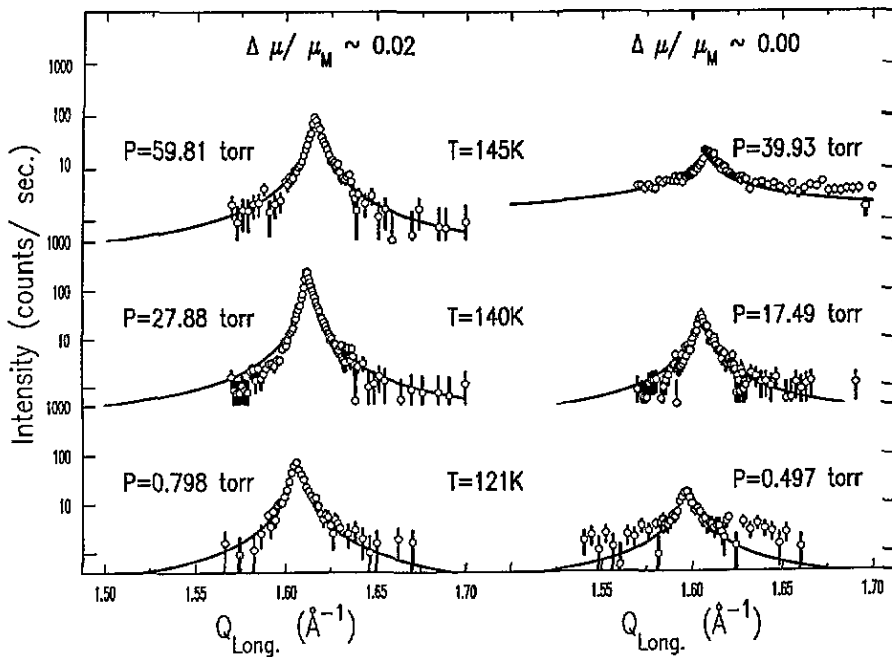 Δ μ/ μ_M ~ 0.02
Δ μ/ μ_M ~ 0.00
1000
100
10
P=59.81 torr
T=145K
P=39.93 torr
1000
100
10
P=27.88 torr
T=140K
P=17.49 torr
1000
100
10
P=0.798 torr
T=121K
P=0.497 torr
Intensity (counts/ sec.)
1.50
1.55
1.60
1.65
1.70
1.55
1.60
1.65
1.70
Q_Long. (Å⁻¹)
Q_Long. (Å⁻¹)